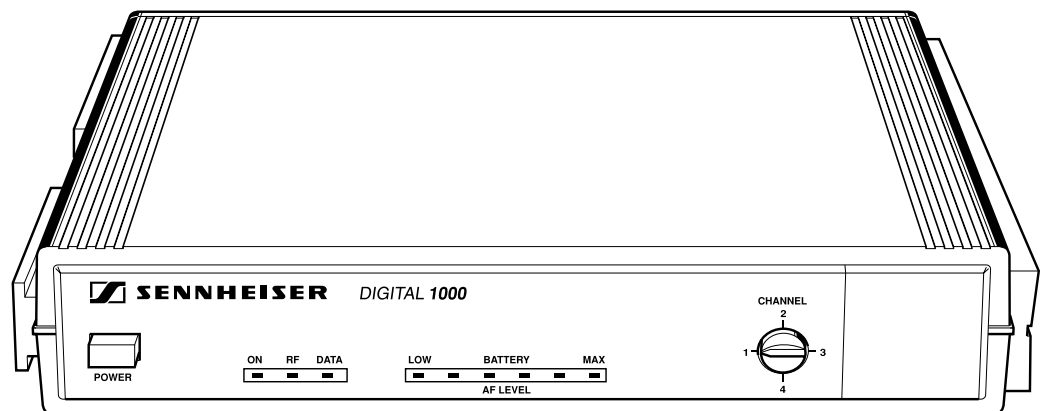 SENNHEISER DIGITAL 1000
CHANNEL
2
1 3
4
POWER
ON RF DATA
LOW BATTERY MAX
AF LEVEL